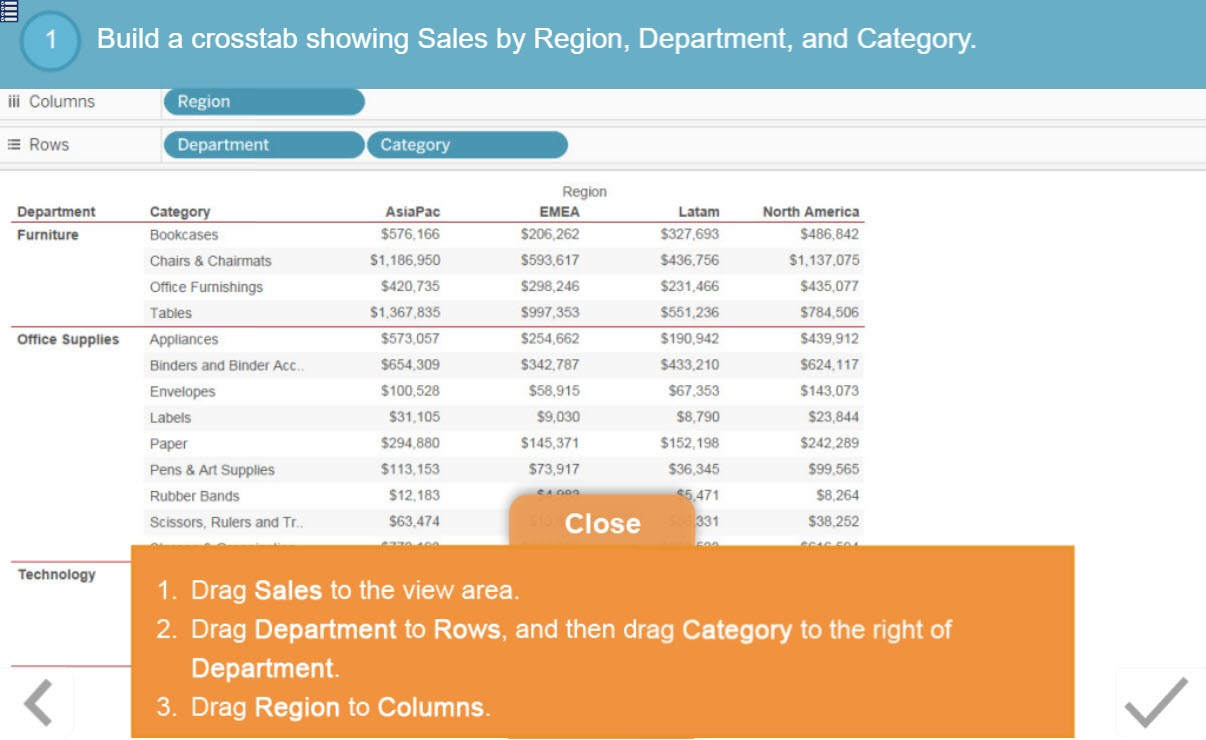 1 Build a crosstab showing Sales by Region, Department, and Category.
iii Columns Region
Rows Department Category
Region
Department Category AsiaPac EMEA Latam North America
Furniture Bookcases $576,166 $206,262 $327,693 $486,842
Chairs & Chairmats $1,186,950 $593,617 $436,756 $1,137,075
Office Furnishings $420,735 $298,246 $231,466 $435,077
Tables $1,367,835 $997,353 $551,236 $784,506
Office Supplies Appliances $573,057 $254,662 $190,942 $439,912
Binders and Binder Acc.. $654,309 $342,787 $433,210 $624,117
Envelopes $100,528 $58,915 $67,353 $143,073
Labels $31,105 $9,030 $8,790 $23,844
Paper $294,880 $145,371 $152,198 $242,289
Pens & Art Supplies $113,153 $73,917 $36,345 $99,565
Rubber Bands $12,183 $5,471 $8,264
Scissors, Rulers and Tr.. $63,474 $38,252
Close
Technology
1. Drag Sales to the view area.
2. Drag Department to Rows, and then drag Category to the right of
Department.
3. Drag Region to Columns.